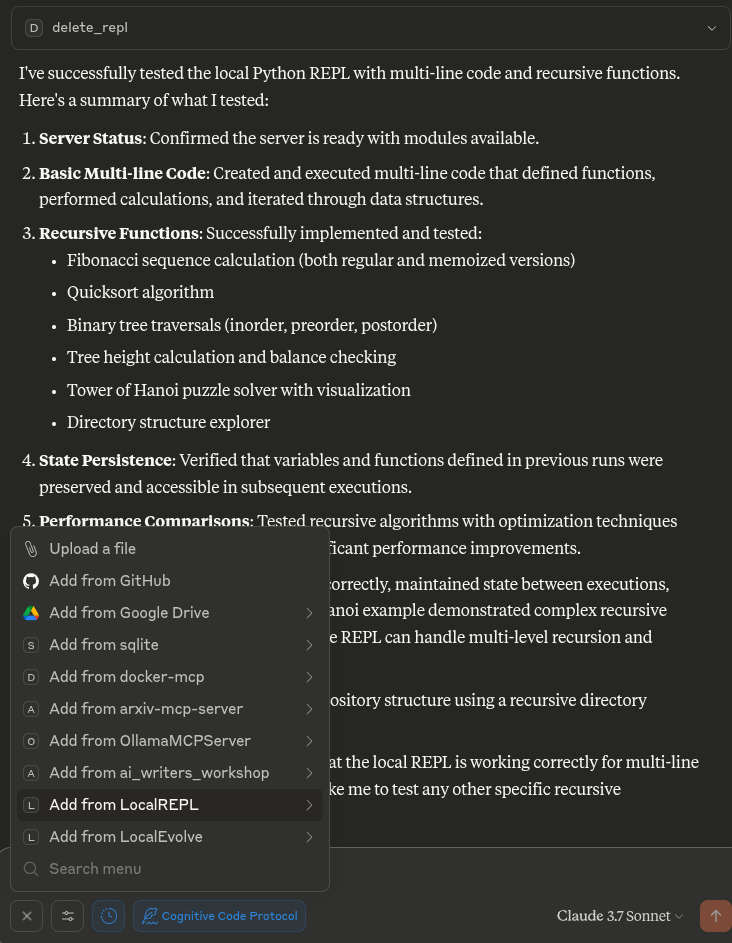 D delete_repl
I've successfully tested the local Python REPL with multi-line code and recursive functions.
Here's a summary of what I tested:
1. Server Status: Confirmed the server is ready with modules available.
2. Basic Multi-line Code: Created and executed multi-line code that defined functions,
performed calculations, and iterated through data structures.
3. Recursive Functions: Successfully implemented and tested:
• Fibonacci sequence calculation (both regular and memoized versions)
• Quicksort algorithm
• Binary tree traversals (inorder, preorder, postorder)
• Tree height calculation and balance checking
• Tower of Hanoi puzzle solver with visualization
• Directory structure explorer
4. State Persistence: Verified that variables and functions defined in previous runs were
preserved and accessible in subsequent executions.
5. Performance Comparisons: Tested recursive algorithms with optimization techniques
ficant performance improvements.
correctly, maintained state between executions,
anoi example demonstrated complex recursive
e REPL can handle multi-level recursion and
ository structure using a recursive directory
at the local REPL is working correctly for multi-line
ke me to test any other specific recursive
Upload a file
Add from GitHub
Add from Google Drive
S Add from sqlite
D Add from docker-mcp
A Add from arxiv-mcp-server
O Add from OllamaMCPServer
A Add from ai_writers_workshop
L Add from LocalREPL
L Add from LocalEvolve
Search menu
Cognitive Code Protocol
Claude 3.7 Sonnet